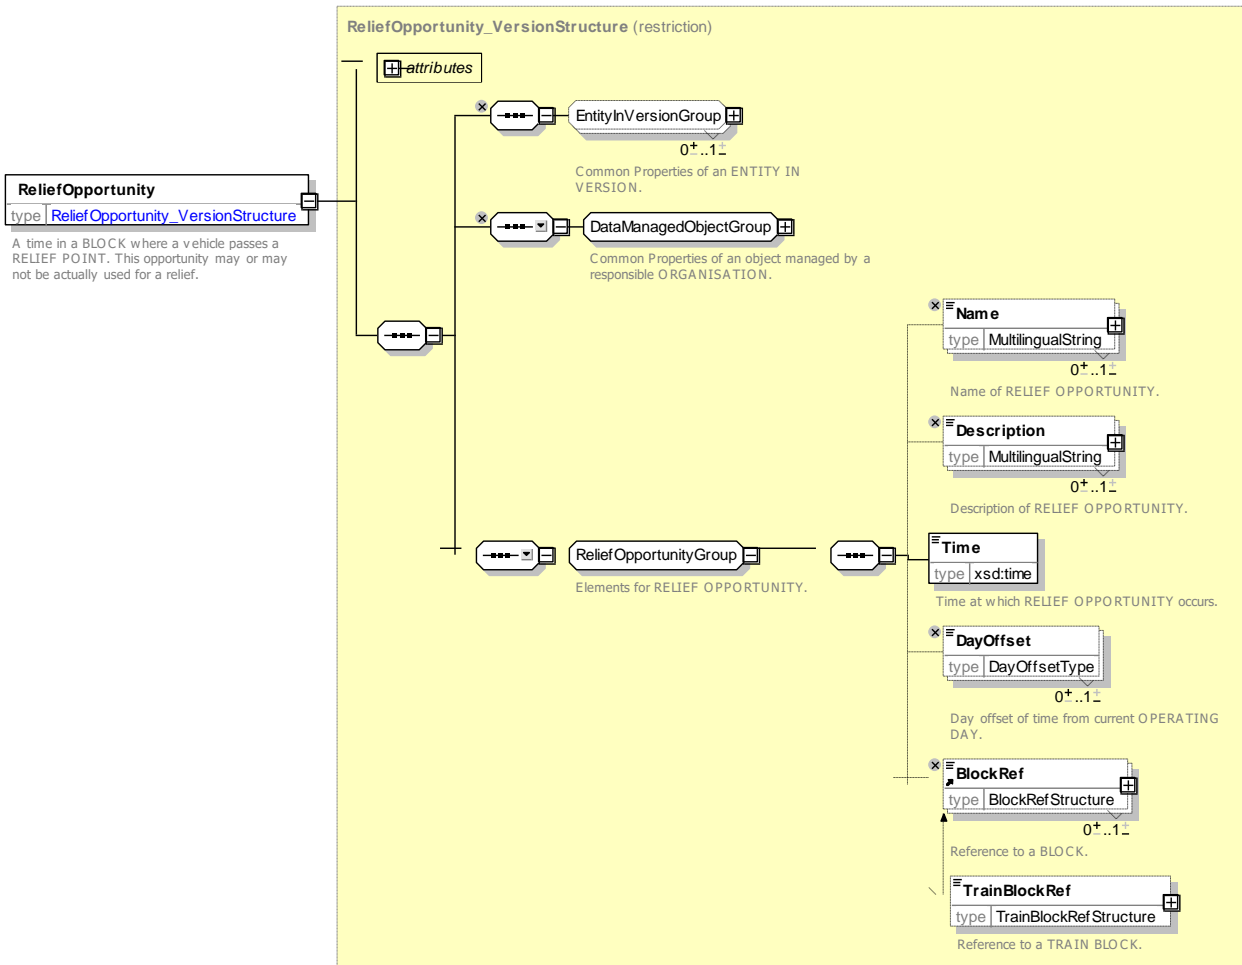 ReliefOpportunity_VersionStructure (restriction)
attributes
EntityInVersionGroup
0..1
Common Properties of an ENTITY IN
VERSION.
ReliefOpportunity
type ReliefOpportunity_VersionStructure
A time in a BLOCK where a vehicle passes a
RELIEF POINT. This opportunity may or may
not be actually used for a relief.
DataManagedObjectGroup
Common Properties of an object managed by a
responsible ORGANISATION.
Name
type MultilingualString
0..1
Name of RELIEF OPPORTUNITY.
Description
type MultilingualString
0..1
Description of RELIEF OPPORTUNITY.
ReliefOpportunityGroup
Elements for RELIEF OPPORTUNITY.
Time
type xsd:time
Time at which RELIEF OPPORTUNITY occurs.
DayOffset
type DayOffsetType
0..1
Day offset of time from current OPERATING
DAY.
BlockRef
type BlockRefStructure
0..1
Reference to a BLOCK.
TrainBlockRef
type TrainBlockRefStructure
Reference to a TRAIN BLOCK.